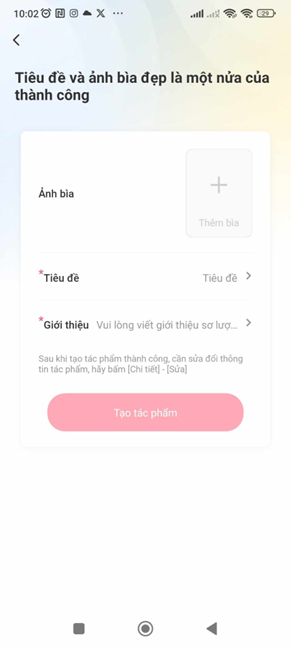 10:02
29
Tiêu đề và ảnh bìa đẹp là một nửa của
thành công
Ảnh bìa
Thêm bìa
*Tiêu đề
Tiêu đề
*Giới thiệu
Vui lòng viết giới thiệu sơ lượ...
Sau khi tạo tác phẩm thành công, cần sửa đổi thông
tin tác phẩm, hãy bấm [Chi tiết] - [Sửa]
Tạo tác phẩm